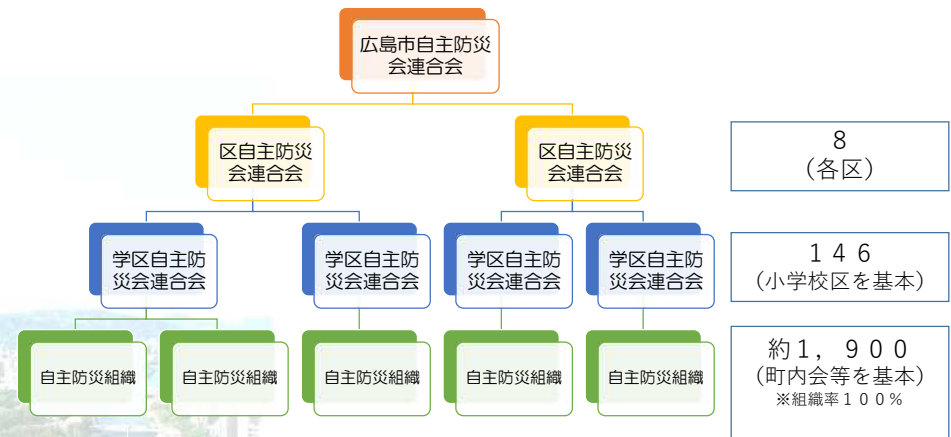 広島市自主防災
会連合会
区自主防災
会連合会
区自主防災
会連合会
8
(各区)
学区自主防
災会連合会
学区自主防
災会連合会
学区自主防
災会連合会
学区自主防
災会連合会
１４６
(小学校区を基本)
自主防災組織
自主防災組織
自主防災組織
自主防災組織
自主防災組織
約１，９００
(町内会等を基本)
※組織率１００%